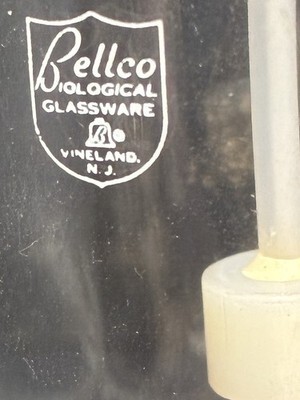 Bellco
BIOLOGICAL
GLASSWARE
B ®
VINELAND,
N. J.